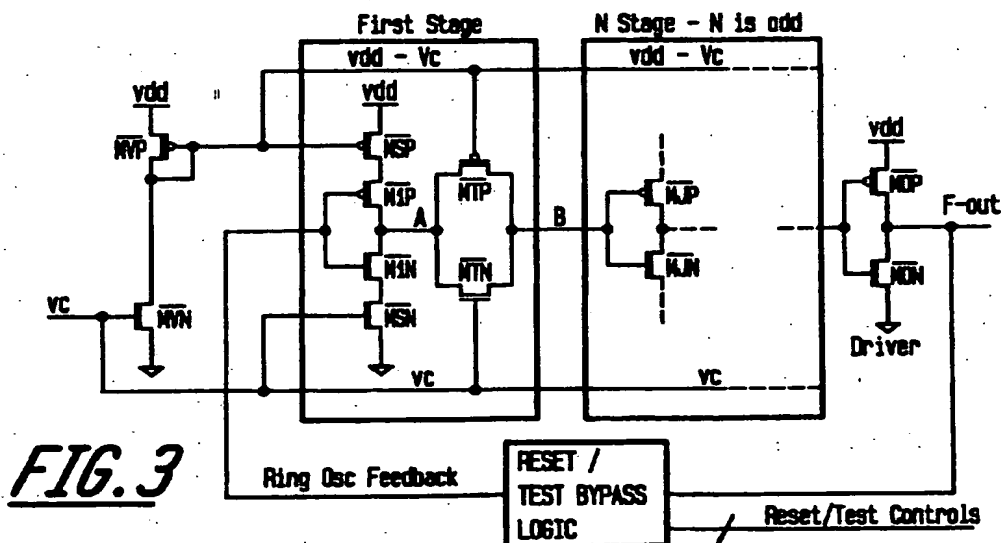 First Stage
N Stage - N is odd
vdd - Vc
vdd - Vc
vdd
vdd
vdd
MVP
MSP
M1P
MTP
MJP
MOP
F-out
A
B
M1N
MTN
MJN
MON
VC
MVN
MSN
Driver
VC
VC
FIG.3
Ring Osc Feedback
RESET /
TEST BYPASS
LOGIC
Reset/Test Controls